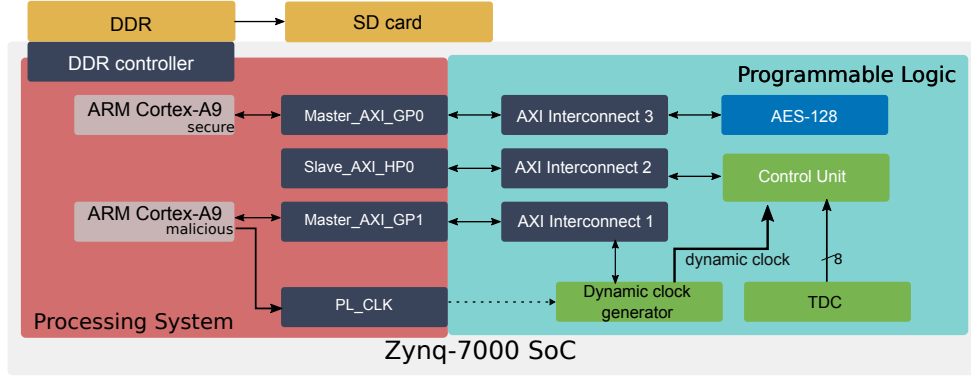 DDR
SD card
DDR controller
Programmable Logic
ARM Cortex-A9
secure
Master_AXI_GP0
AXI Interconnect 3
AES-128
Slave_AXI_HP0
AXI Interconnect 2
Control Unit
ARM Cortex-A9
malicious
Master_AXI_GP1
AXI Interconnect 1
dynamic clock
8
PL_CLK
Dynamic clock
generator
TDC
Processing System
Zynq-7000 SoC